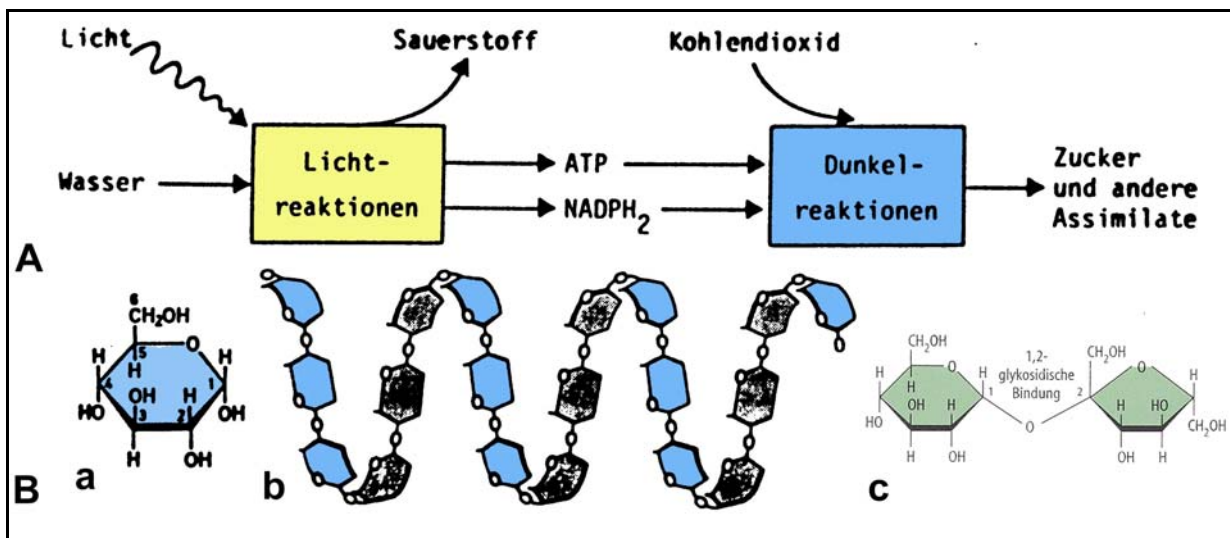 Licht
Sauerstoff
Kohlendioxid
Wasser
Licht-
reaktionen
ATP
NADPH2
Dunkel-
reaktionen
Zucker
und andere
Assimilate
A
6
CH2OH
5
O
H
H
H
4
OH
H
1
HO
3
2
OH
H
OH
B
a
b
CH2OH
O
H
H
H
1
OH
H
HO
H
OH
1,2-
glykosidische
Bindung
O
CH2OH
O
2
H
H
HO
CH2OH
OH
H
c